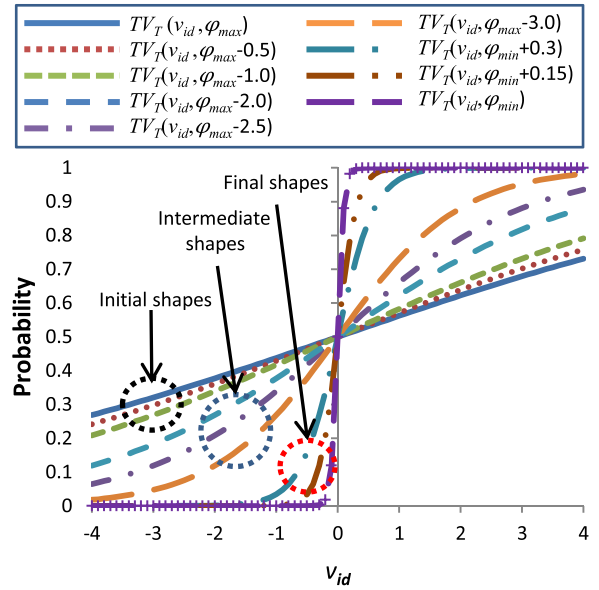 TV_T (v_id, φ_max)
TV_T(v_id, φ_max-0.5)
TV_T(v_id, φ_max-1.0)
TV_T(v_id, φ_max-2.0)
TV_T(v_id, φ_max-2.5)
TV_T(v_id, φ_max-3.0)
TV_T(v_id, φ_min+0.3)
TV_T(v_id, φ_min+0.15)
TV_T(v_id, φ_min)
Final shapes
Intermediate
shapes
Initial shapes
Probability
1
0.9
0.8
0.7
0.6
0.5
0.4
0.3
0.2
0.1
0
-4 -3 -2 -1 0 1 2 3 4
v_id